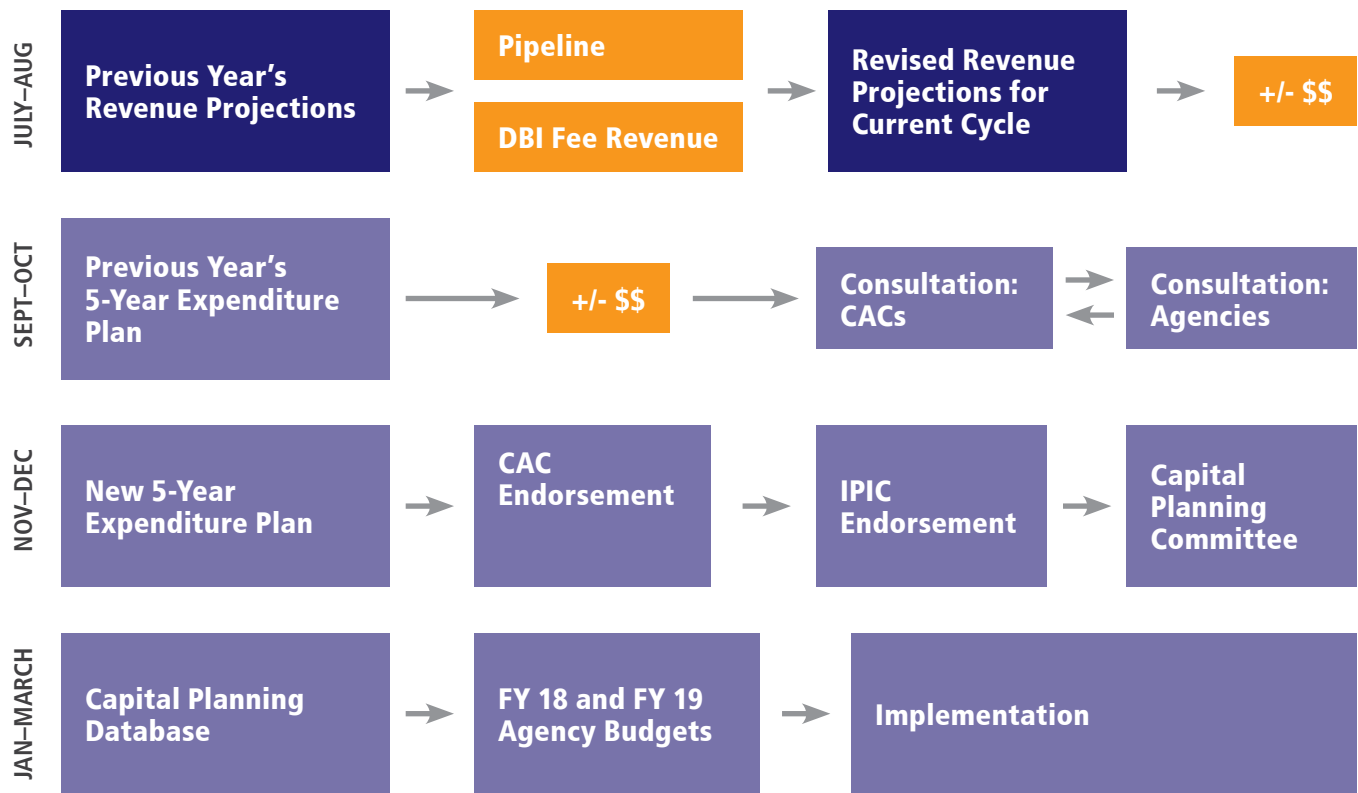 JULY–AUG
Previous Year's
Revenue Projections
Pipeline
DBI Fee Revenue
Revised Revenue
Projections for
Current Cycle
+/- $$
SEPT–OCT
Previous Year's
5-Year Expenditure
Plan
+/- $$
Consultation:
CACs
Consultation:
Agencies
NOV–DEC
New 5-Year
Expenditure Plan
CAC
Endorsement
IPIC
Endorsement
Capital
Planning
Committee
JAN–MARCH
Capital Planning
Database
FY 18 and FY 19
Agency Budgets
Implementation